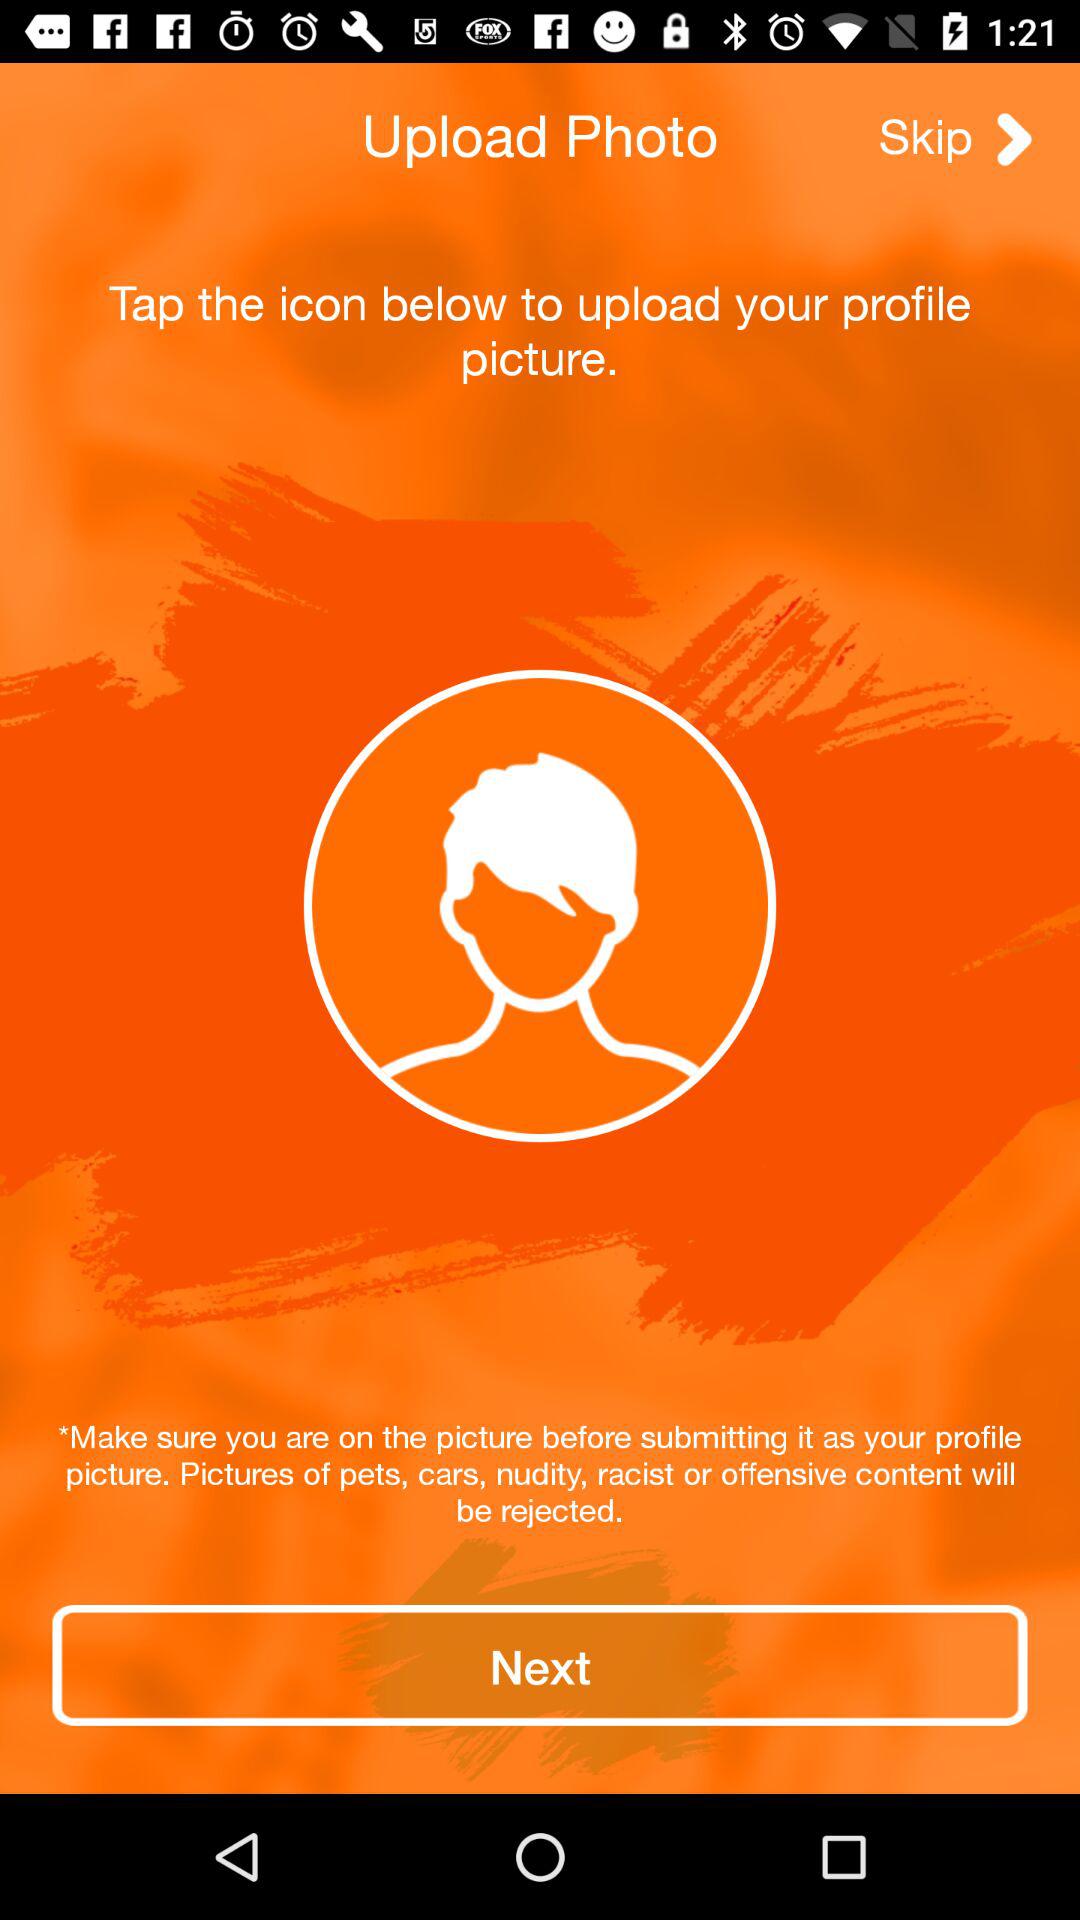 FOX
SPORTS
1:21
Upload Photo
Skip
Tap the icon below to upload your profile
picture.
*Make sure you are on the picture before submitting it as your profile
picture. Pictures of pets, cars, nudity, racist or offensive content will
be rejected.
Next